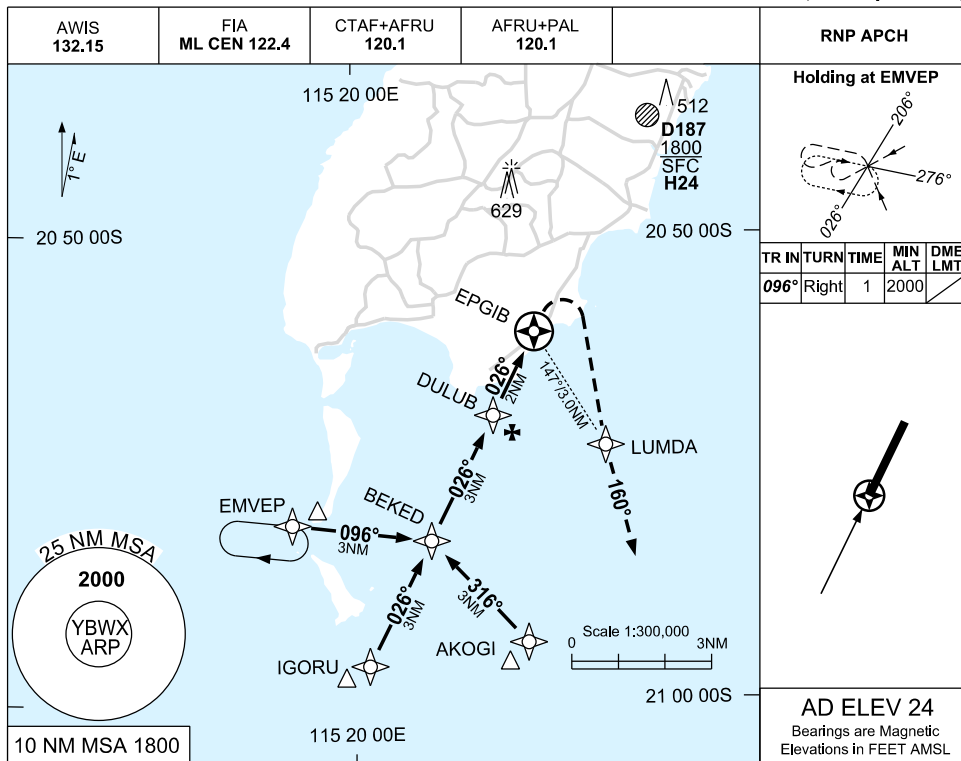 AWIS
132.15
FIA
ML CEN 122.4
CTAF+AFRU
120.1
AFRU+PAL
120.1
RNP APCH
115 20 00E
1° E
512
D187
1800
SFC
H24
629
20 50 00S
20 50 00S
Holding at EMVEP
206°
276°
026°
TR IN TURN TIME MIN ALT DME LMT
096° Right 1 2000
EPGIB
026°
2NM
147°/3.0NM
DULUB
LUMDA
026°
3NM
160°
BEKED
EMVEP
096°
3NM
25 NM MSA
2000
YBWX
ARP
026°
3NM
316°
3NM
IGORU
AKOGI
Scale 1:300,000
0 3NM
21 00 00S
115 20 00E
10 NM MSA 1800
AD ELEV 24
Bearings are Magnetic
Elevations in FEET AMSL